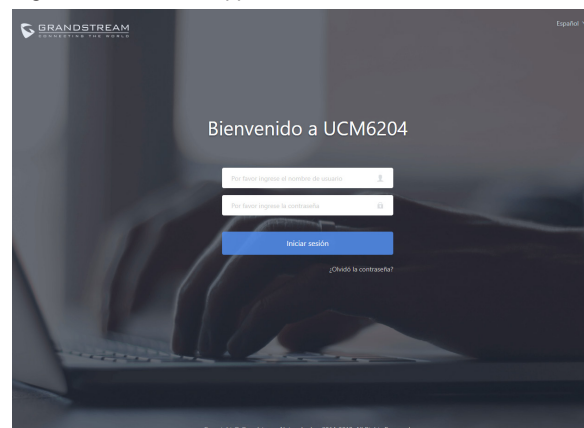 GRANDSTREAM
CONNECTING THE WORLD
Español
Bienvenido a UCM6204
Por favor ingrese el nombre de usuario
Por favor ingrese la contraseña
Iniciar sesión
¿Olvidó la contraseña?